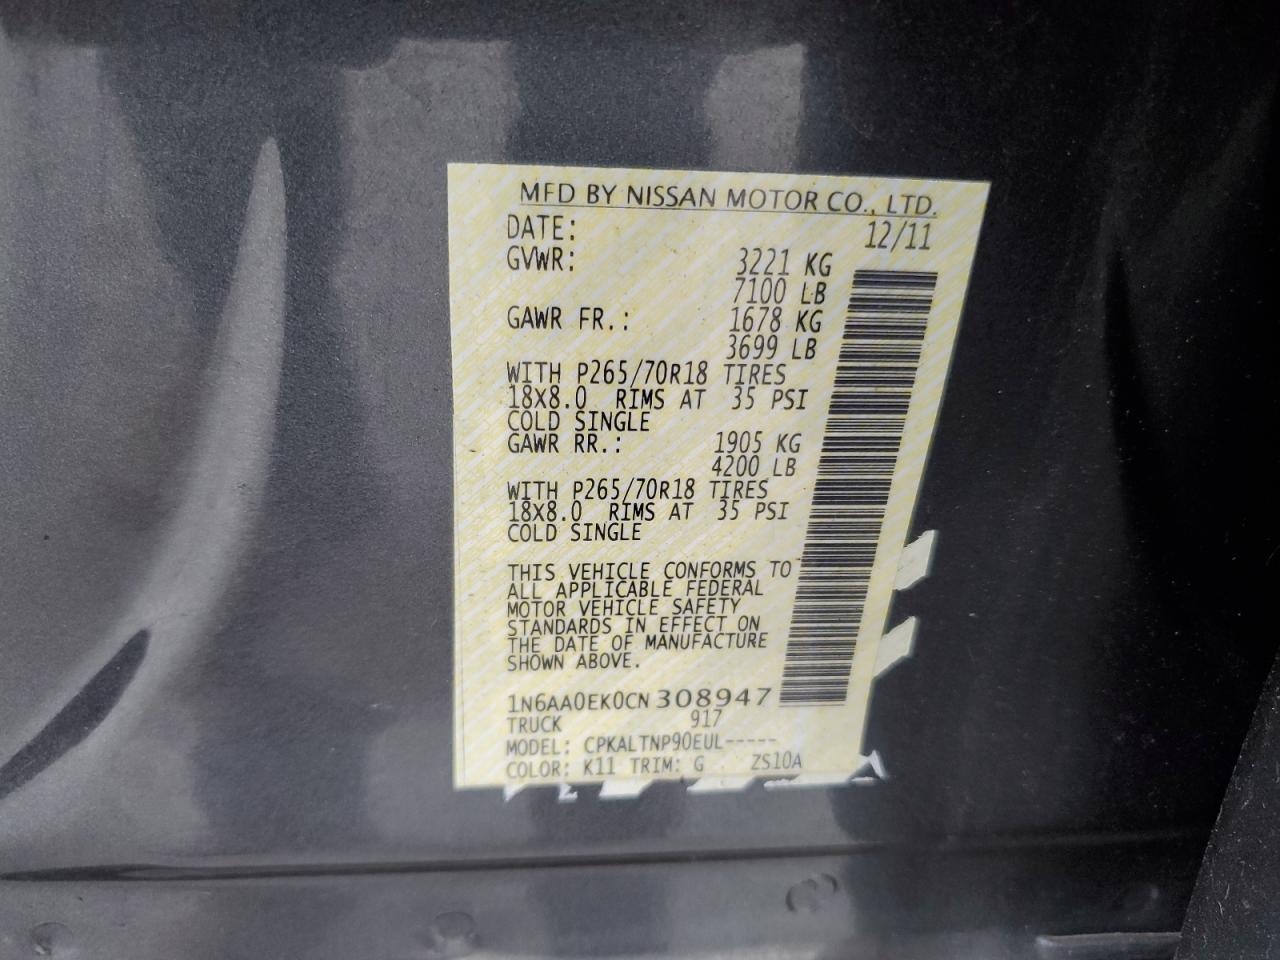 MFD BY NISSAN MOTOR CO., LTD.
DATE: 12/11
GVWR: 3221 KG
7100 LB
GAWR FR.: 1678 KG
3699 LB
WITH P265/70R18 TIRES
18X8.0 RIMS AT 35 PSI
COLD SINGLE
GAWR RR.: 1905 KG
4200 LB
WITH P265/70R18 TIRES
18X8.0 RIMS AT 35 PSI
COLD SINGLE
THIS VEHICLE CONFORMS TO
ALL APPLICABLE FEDERAL
MOTOR VEHICLE SAFETY
STANDARDS IN EFFECT ON
THE DATE OF MANUFACTURE
SHOWN ABOVE.
1N6AA0EK0CN308947
TRUCK 917
MODEL: CPKALTNP90EUL-----
COLOR: K11 TRIM: G ZS10A